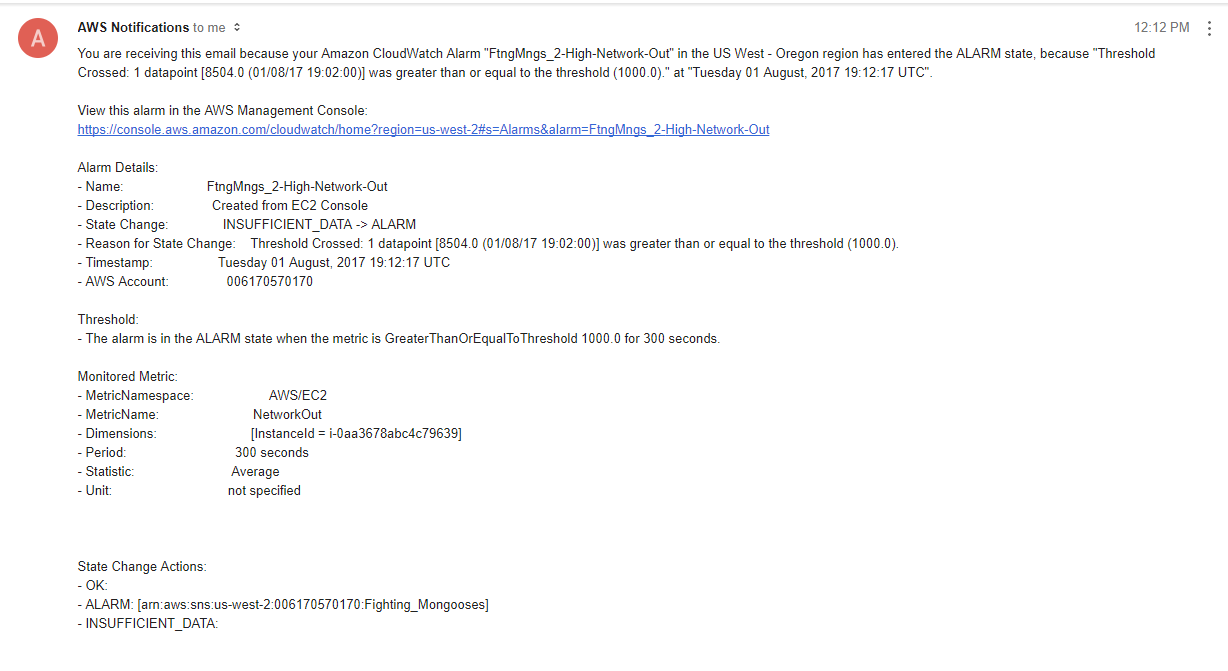 A
AWS Notifications to me
12:12 PM
You are receiving this email because your Amazon CloudWatch Alarm "FtngMngs_2-High-Network-Out" in the US West - Oregon region has entered the ALARM state, because "Threshold
Crossed: 1 datapoint [8504.0 (01/08/17 19:02:00)] was greater than or equal to the threshold (1000.0)." at "Tuesday 01 August, 2017 19:12:17 UTC".
View this alarm in the AWS Management Console:
https://console.aws.amazon.com/cloudwatch/home?region=us-west-2#s=Alarms&alarm=FtngMngs_2-High-Network-Out
Alarm Details:
- Name: FtngMngs_2-High-Network-Out
- Description: Created from EC2 Console
- State Change: INSUFFICIENT_DATA -> ALARM
- Reason for State Change: Threshold Crossed: 1 datapoint [8504.0 (01/08/17 19:02:00)] was greater than or equal to the threshold (1000.0).
- Timestamp: Tuesday 01 August, 2017 19:12:17 UTC
- AWS Account: 006170570170
Threshold:
- The alarm is in the ALARM state when the metric is GreaterThanOrEqualToThreshold 1000.0 for 300 seconds.
Monitored Metric:
- MetricNamespace: AWS/EC2
- MetricName: NetworkOut
- Dimensions: [InstanceId = i-0aa3678abc4c79639]
- Period: 300 seconds
- Statistic: Average
- Unit: not specified
State Change Actions:
- OK:
- ALARM: [arn:aws:sns:us-west-2:006170570170:Fighting_Mongooses]
- INSUFFICIENT_DATA: